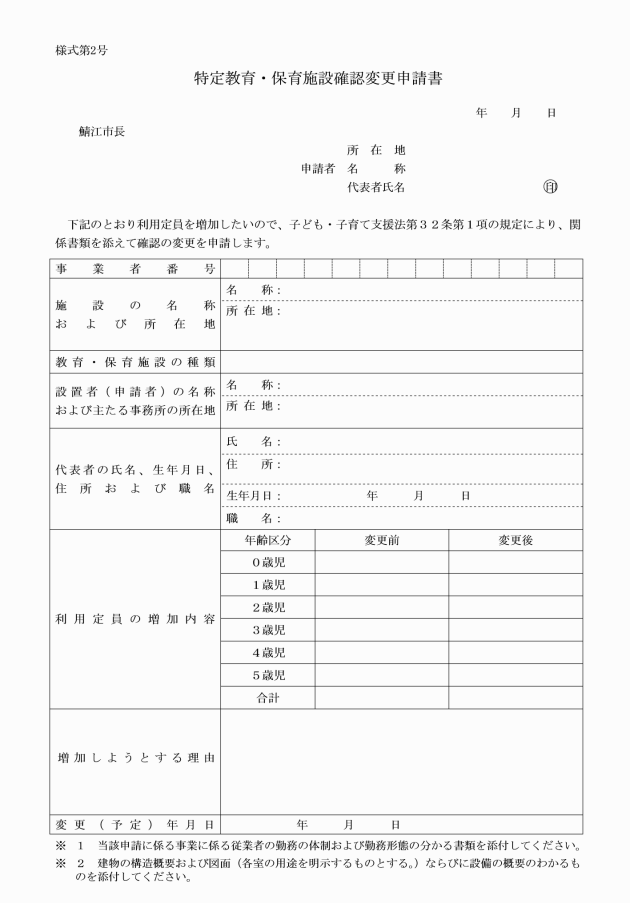 様式第2号
特定教育・保育施設確認変更申請書
年　　月　　日
鯖江市長
所　在　地
申請者　名　　　称
代表者氏名　㊞
下記のとおり利用定員を増加したいので、子ども・子育て支援法第３２条第１項の規定により、関
係書類を添えて確認の変更を申請します。
事業者番号
施設の名称
および所在地
名　　称：
所 在 地：
教育・保育施設の種類
設置者（申請者）の名称
および主たる事務所の所在地
名　　称：
所 在 地：
代表者の氏名、生年月日、
住所および職名
氏　　名：
住　　所：
生年月日：　　年　　月　　日
職　　名：
利用定員の増加内容
年齢区分　変更前　変更後
０歳児
１歳児
２歳児
３歳児
４歳児
５歳児
合計
増加しようとする理由
変更（予定）年月日　　年　　月　　日
※　１　当該申請に係る事業に係る従業者の勤務の体制および勤務形態の分かる書類を添付してください。
※　２　建物の構造概要および図面（各室の用途を明示するものとする。）ならびに設備の概要のわかるも
のを添付してください。